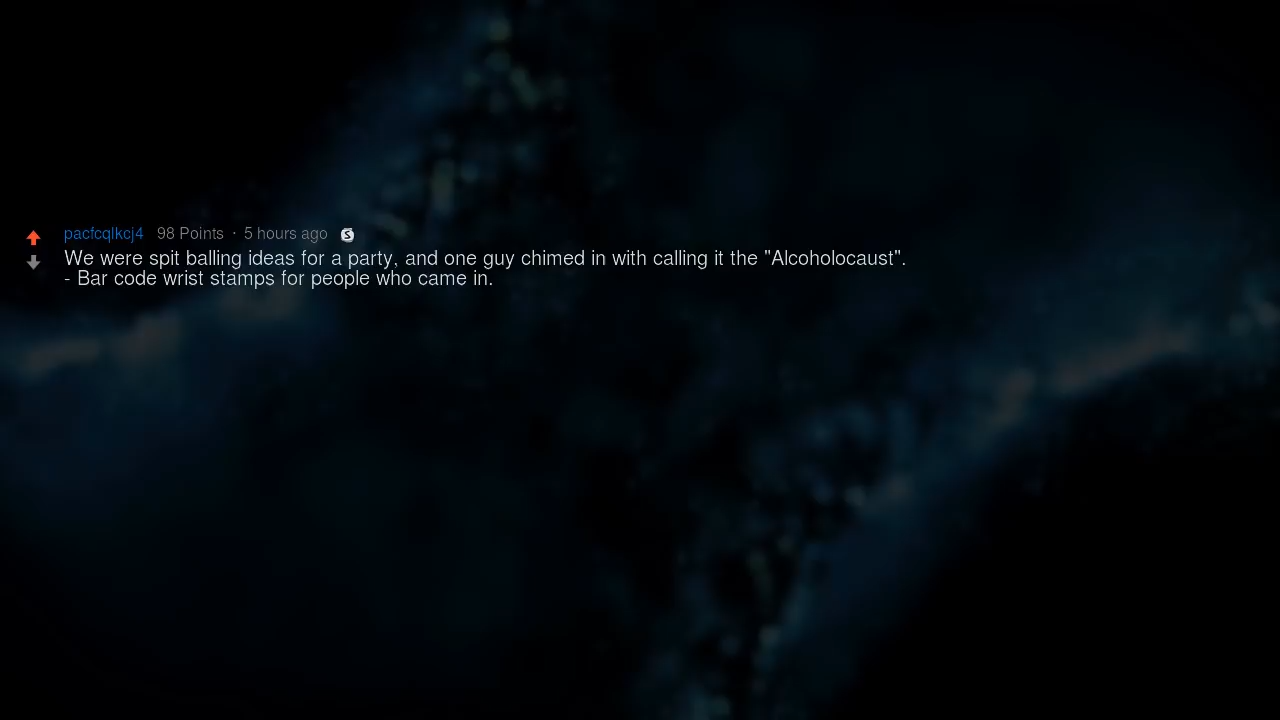 pacfcqlkcj4 98 Points · 5 hours ago S
We were spit balling ideas for a party, and one guy chimed in with calling it the "Alcoholocaust".
- Bar code wrist stamps for people who came in.